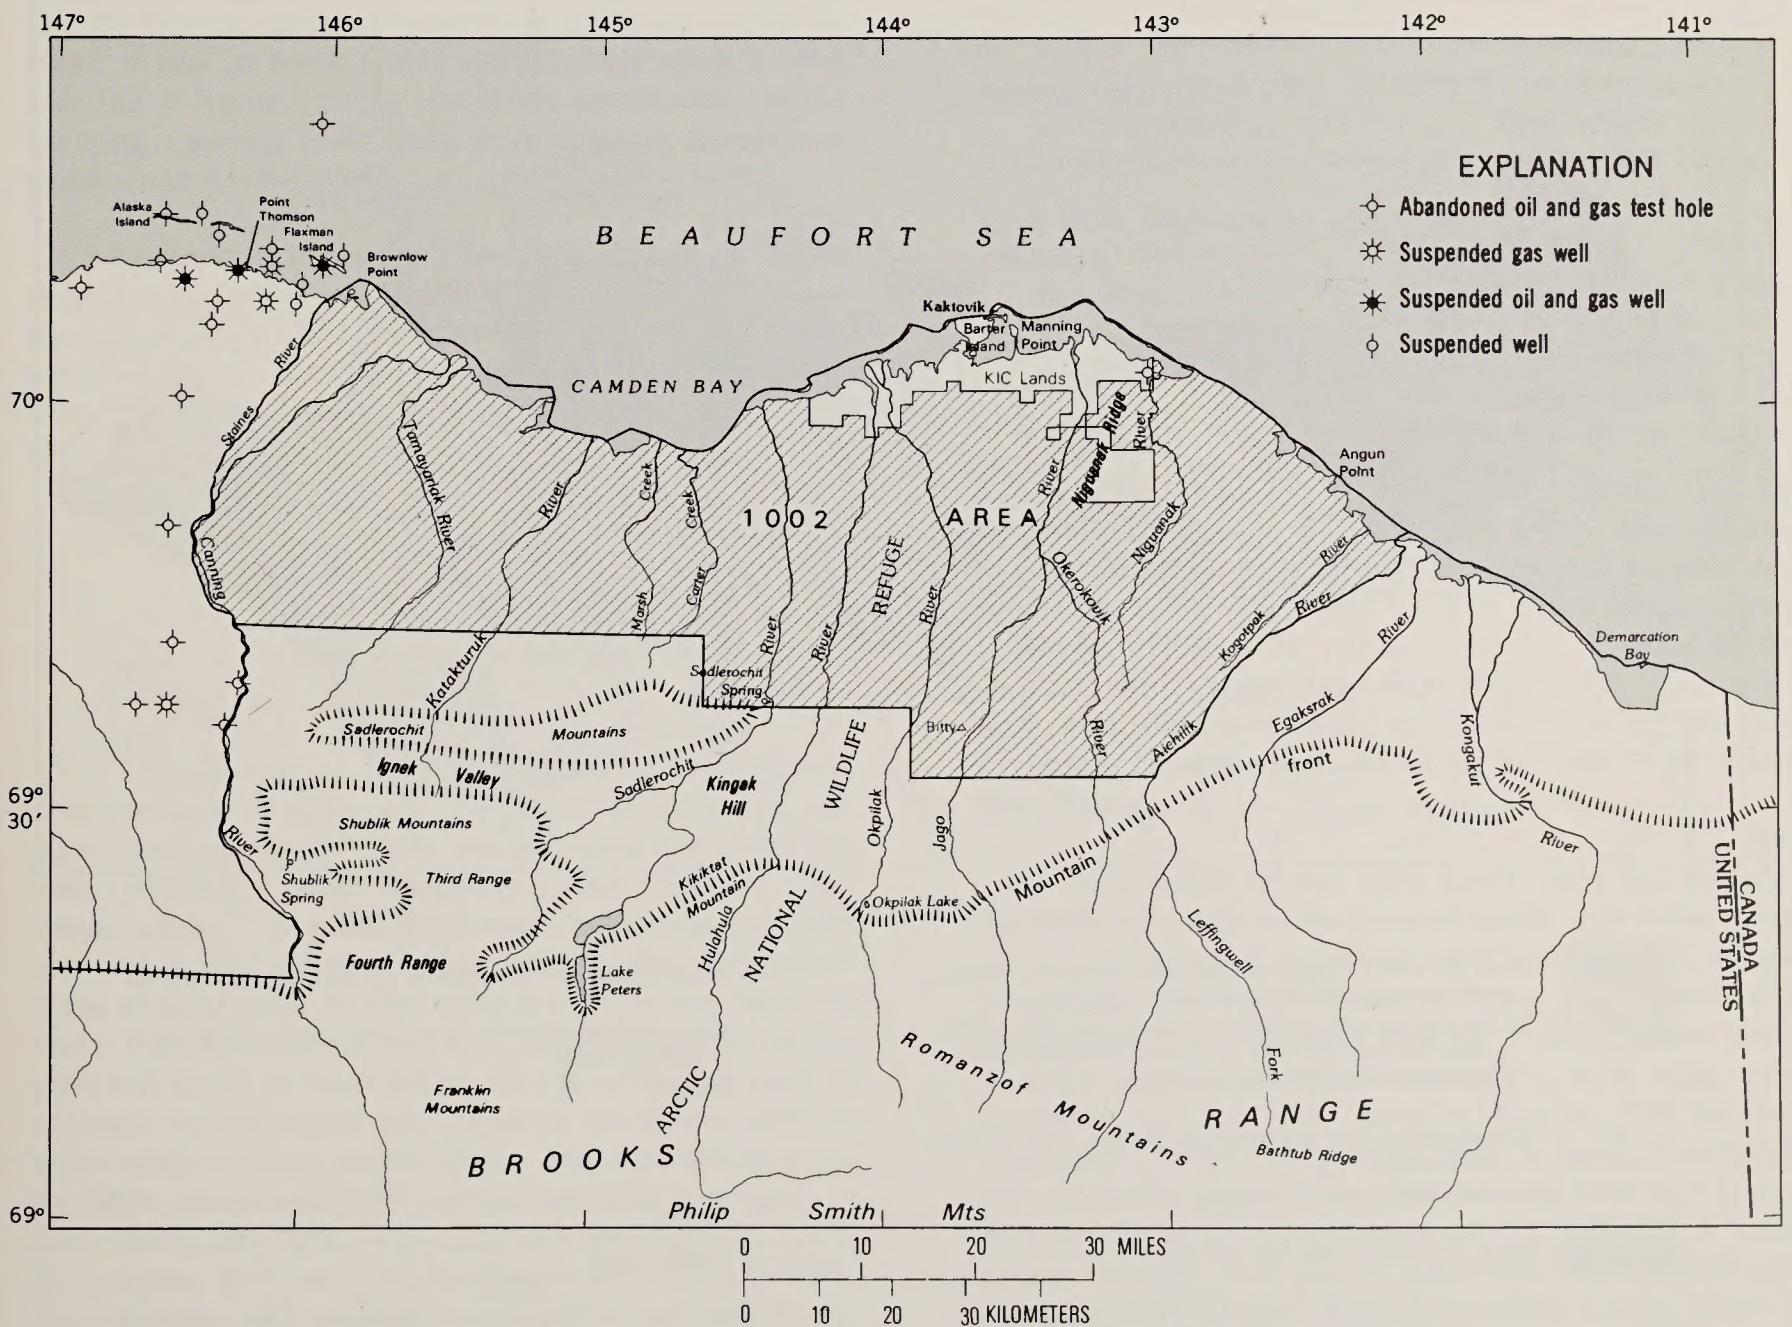 147° 146° 145° 144° 143° 142° 141°
EXPLANATION
Abandoned oil and gas test hole
Suspended gas well
Suspended oil and gas well
Suspended well
BEAUFORT SEA
Alaska
Island
Point
Thomson
Flaxman
Island
Brownlow
Point
Kaktovik
Barter
Island
Manning
Point
KIC Lands
CAMDEN BAY
70°
Staines
River
Canning
River
Tamayariak
River
Katakturuk
River
Marsh
Creek
Carter
Creek
1002
AREA
Sadlerochit
River
Sadlerochit
Spring
River
River
River
Niguanak Ridge
River
Niguanak
Okerokovik
River
Angun
Point
Kogotpak
River
Aichilik
River
Egaksrak
River
Kongakut
River
Demarcation
Bay
Bitty
Sadlerochit
Mountains
Ignek
Valley
Kingak
Hill
69°
30'
Shublik Mountains
Shublik
Spring
Third Range
Fourth Range
Lake
Peters
Kikiktat
Mountain
Hulahula
Okpilak
Okpilak Lake
Jago
Mountain
front
Leffingwell
Fork
ARCTIC
NATIONAL
WILDLIFE
REFUGE
Franklin
Mountains
Romanzof
Mountains
BROOKS
RANGE
Bathtub Ridge
Philip Smith Mts
CANADA
UNITED STATES
69°
0 10 20 30 MILES
0 10 20 30 KILOMETERS